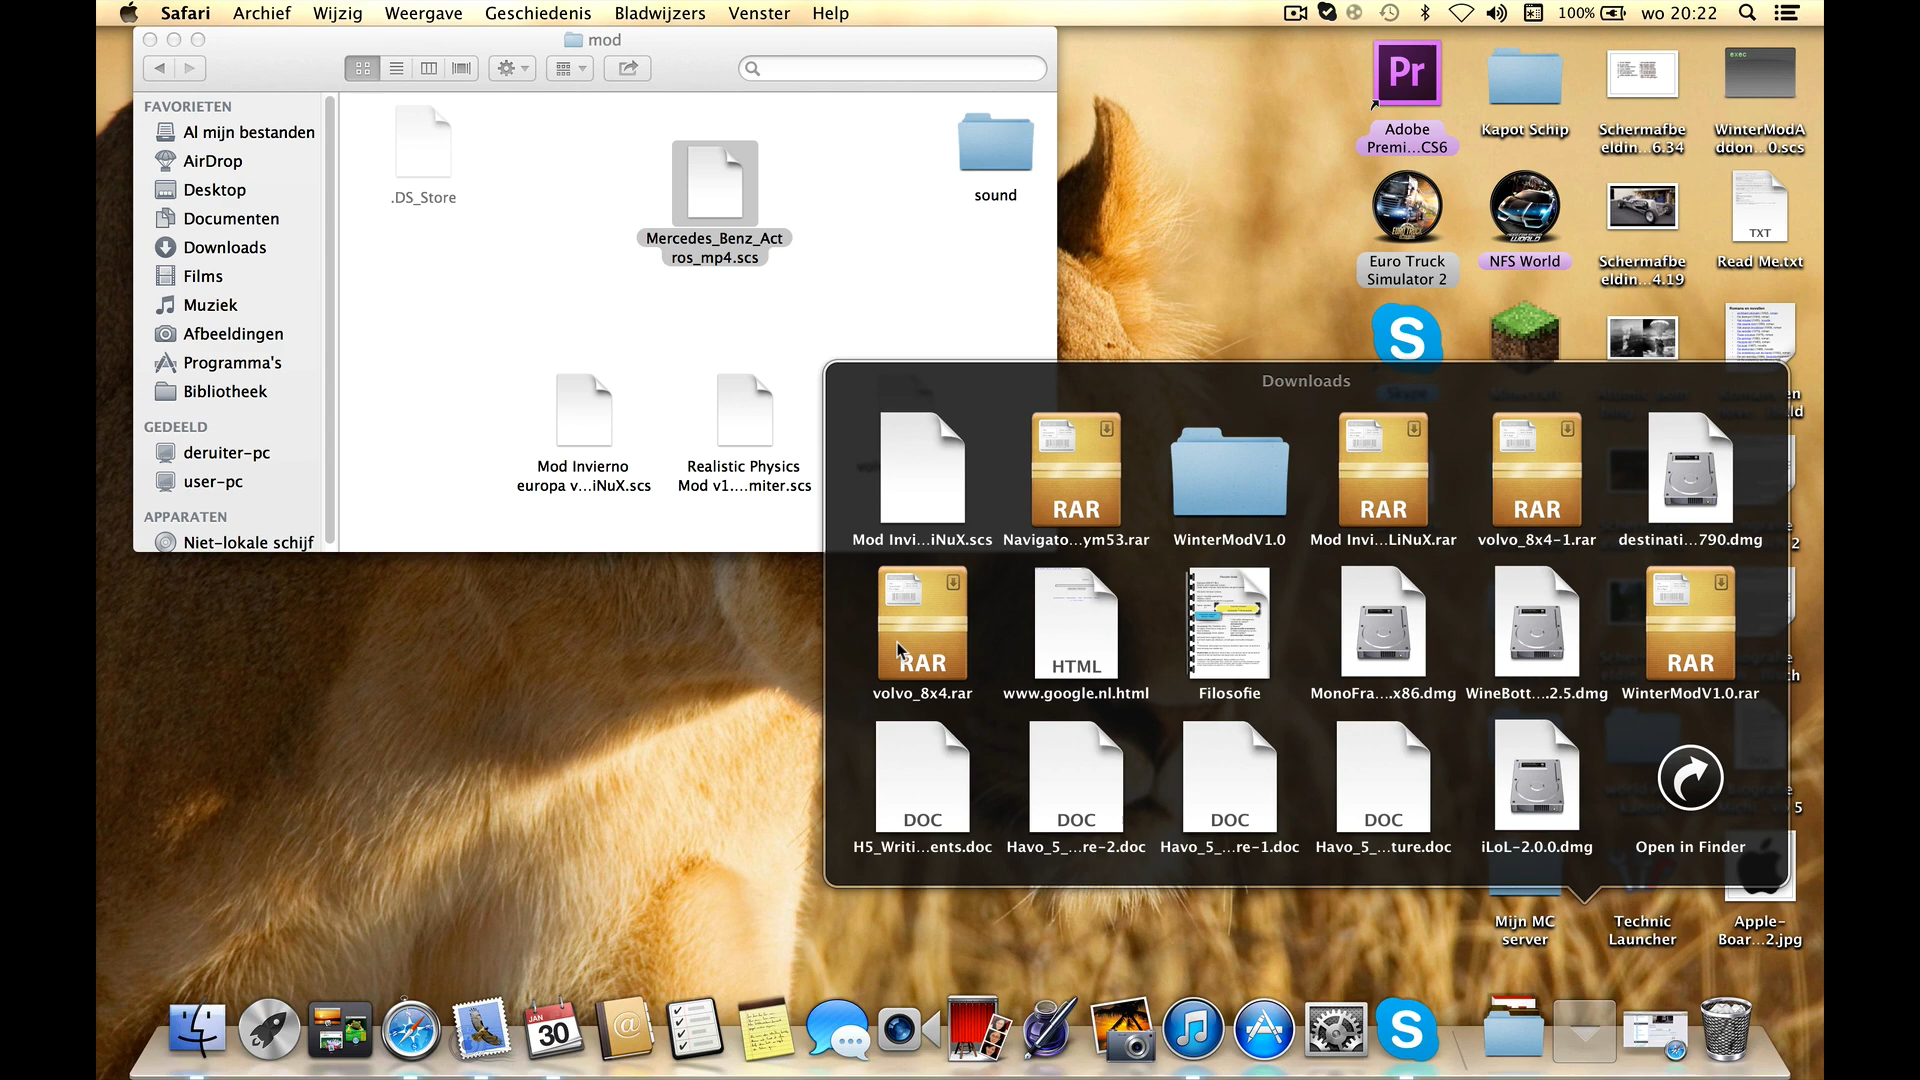 Safari Archief Wijzig Weergave Geschiedenis Bladwijzers Venster Help
100% wo 20:22
mod
FAVORIETEN
Al mijn bestanden
AirDrop
Desktop
Documenten
Downloads
Films
Muziek
Afbeeldingen
Programma's
Bibliotheek
GEDEELD
deruiter-pc
user-pc
APPARATEN
Niet-lokale schijf
.DS_Store
Mercedes_Benz_Act
ros_mp4.scs
sound
Mod Invierno
europa v...iNuX.scs
Realistic Physics
Mod v1....miter.scs
Pr
Adobe
Premi...CS6
Kapot Schip
Schermafbe
eldin...6.34
exec
WinterModA
ddon...0.scs
EURO TRUCK
Euro Truck
Simulator 2
WORLD
NFS World
Schermafbe
eldin...4.19
TXT
Read Me.txt
S
Downloads
Mod Invi...iNuX.scs
RAR
Navigato...ym53.rar
WinterModV1.0
RAR
Mod Invi...LiNuX.rar
RAR
volvo_8x4-1.rar
destinati...790.dmg
RAR
volvo_8x4.rar
HTML
www.google.nl.html
Filosofie
MonoFra...x86.dmg
WineBott...2.5.dmg
RAR
WinterModV1.0.rar
DOC
H5_Writi...ents.doc
DOC
Havo_5_...re-2.doc
DOC
Havo_5_...re-1.doc
DOC
Havo_5_...ture.doc
iLoL-2.0.0.dmg
Open in Finder
Mijn MC
server
Technic
Launcher
Apple-
Boar...2.jpg
JAN
30
@
S